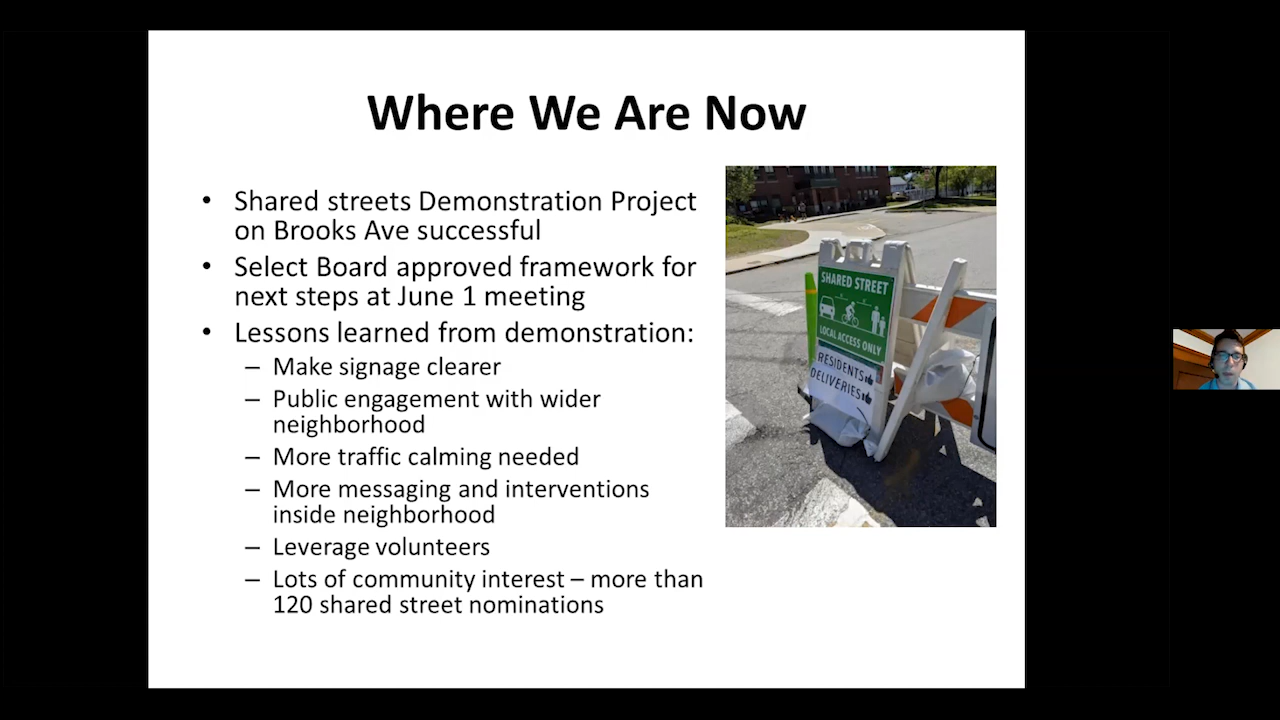 Where We Are Now
• Shared streets Demonstration Project
on Brooks Ave successful
• Select Board approved framework for
next steps at June 1 meeting
• Lessons learned from demonstration:
– Make signage clearer
– Public engagement with wider
neighborhood
– More traffic calming needed
– More messaging and interventions
inside neighborhood
– Leverage volunteers
– Lots of community interest – more than
120 shared street nominations
SHARED STREET
LOCAL ACCESS ONLY
RESIDENTS
DELIVERIES